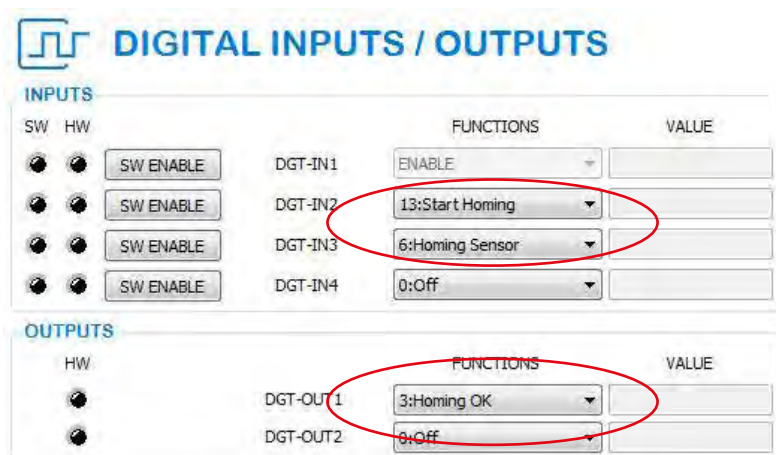 DIGITAL INPUTS / OUTPUTS
INPUTS
SW HW FUNCTIONS VALUE
SW ENABLE DGT-IN1 ENABLE
SW ENABLE DGT-IN2 13:Start Homing
SW ENABLE DGT-IN3 6:Homing Sensor
SW ENABLE DGT-IN4 0:Off
OUTPUTS
HW FUNCTIONS VALUE
DGT-OUT1 3:Homing OK
DGT-OUT2 0:Off